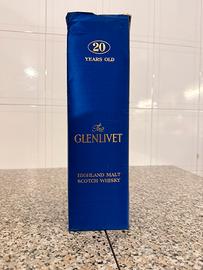 20
YEARS OLD
The
GLENLIVET
HIGHLAND MALT
SCOTCH WHISKY